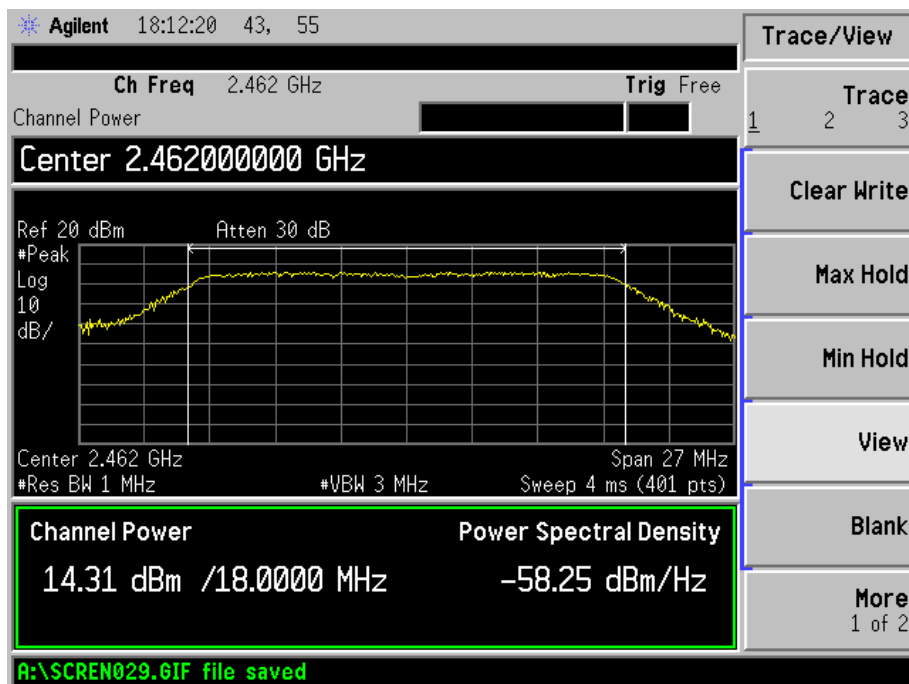 Agilent 18:12:20 43, 55
Trace/View
Ch Freq 2.462 GHz Trig Free
Channel Power
Center 2.462000000 GHz
Ref 20 dBm Atten 30 dB
#Peak
Log
10
dB/
Center 2.462 GHz Span 27 MHz
#Res BW 1 MHz #VBW 3 MHz Sweep 4 ms (401 pts)
Channel Power Power Spectral Density
14.31 dBm /18.0000 MHz -58.25 dBm/Hz
A:\SCREN029.GIF file saved
Trace
1 2 3
Clear Write
Max Hold
Min Hold
View
Blank
More
1 of 2